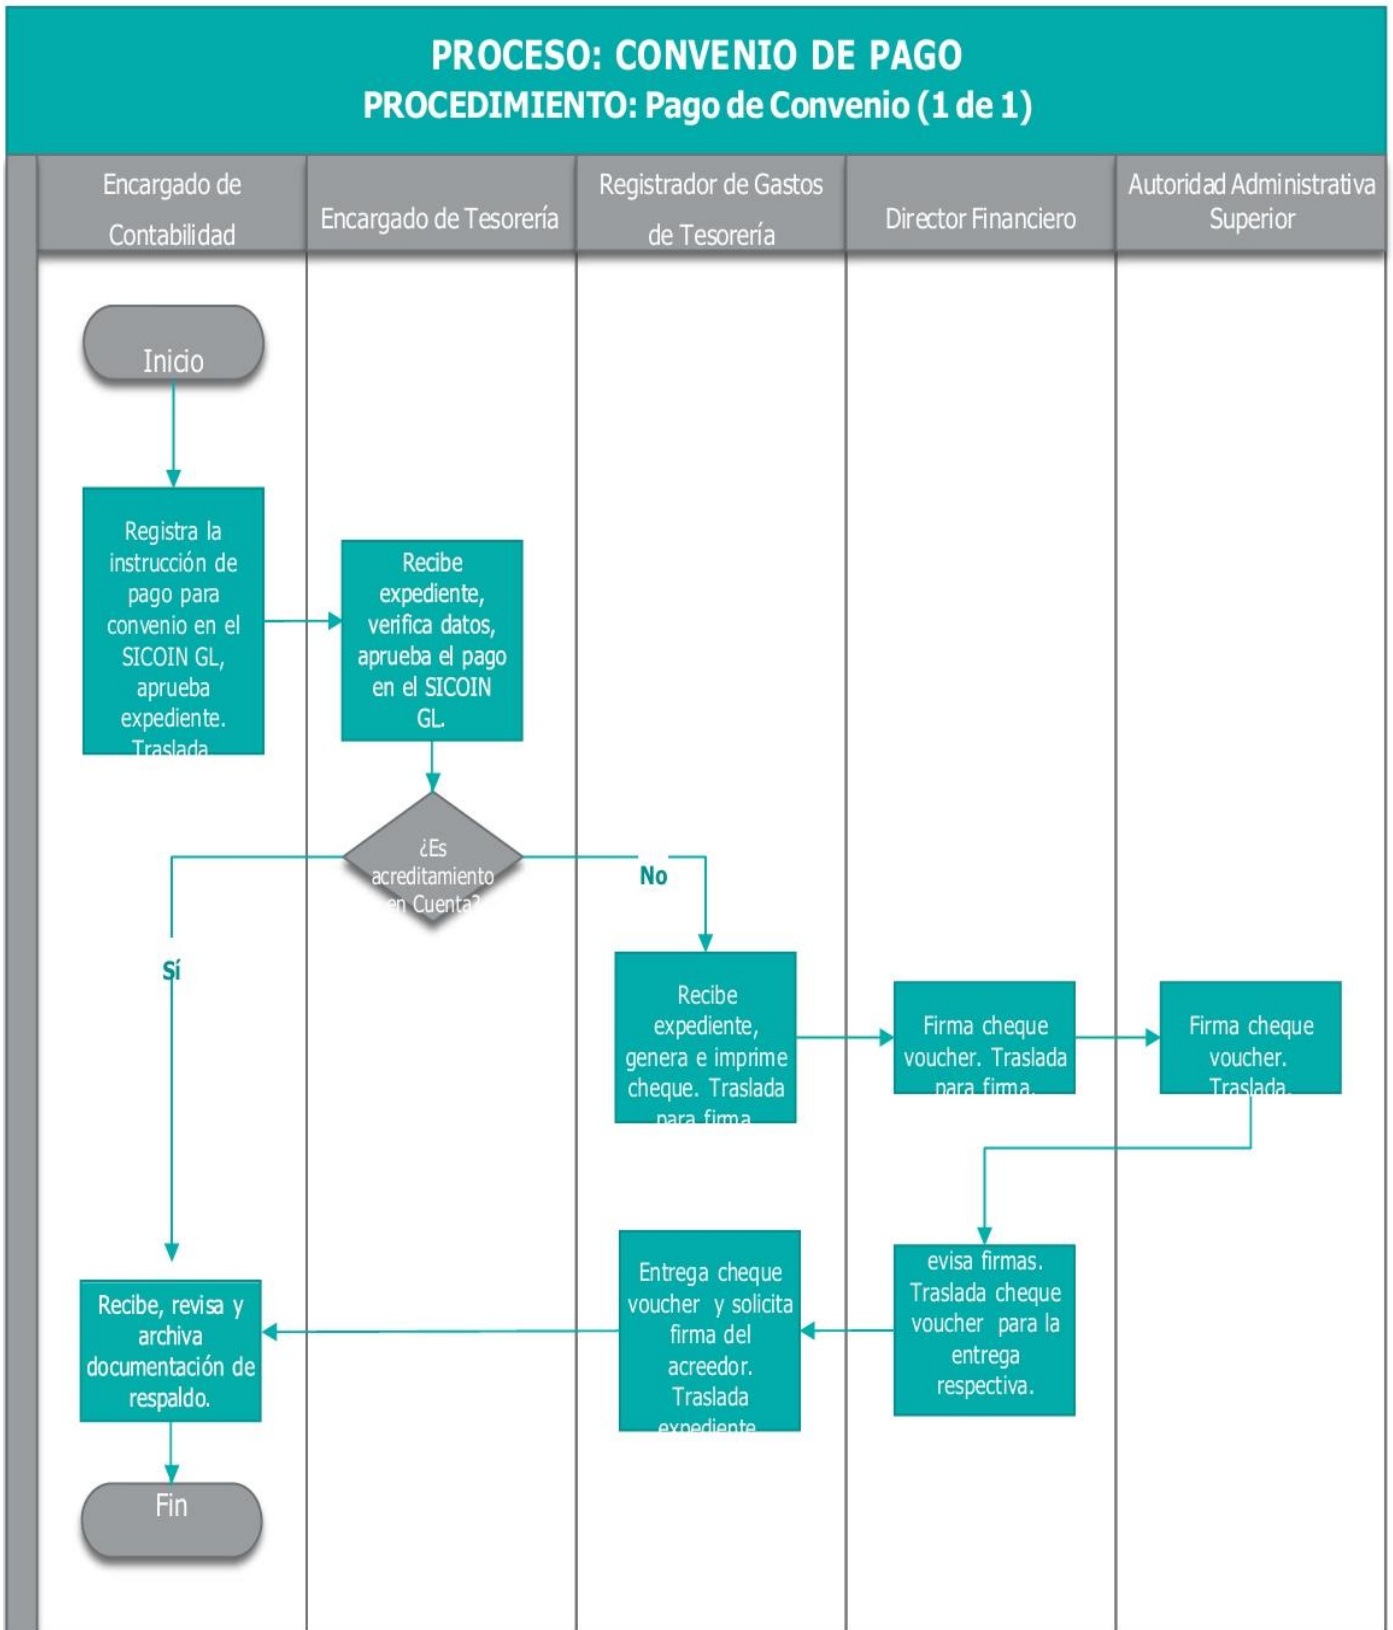 PROCESO: CONVENIO DE PAGO
PROCEDIMIENTO: Pago de Convenio (1 de 1)
Encargado de
Contabilidad
Encargado de Tesorería
Registrador de Gastos
de Tesorería
Director Financiero
Autoridad Administrativa
Superior
Inicio
Registra la
instrucción de
pago para
convenio en el
SICOIN GL,
aprueba
expediente.
Traslada.
Recibe
expediente,
verifica datos,
aprueba el pago
en el SICOIN
GL.
¿Es
acreditamiento
en Cuenta?
No
Sí
Recibe
expediente,
genera e imprime
cheque. Traslada
para firma.
Firma cheque
voucher. Traslada
para firma.
Firma cheque
voucher.
Traslada.
evisa firmas.
Traslada cheque
voucher para la
entrega
respectiva.
Entrega cheque
voucher y solicita
firma del
acreedor.
Traslada
expediente.
Recibe, revisa y
archiva
documentación de
respaldo.
Fin